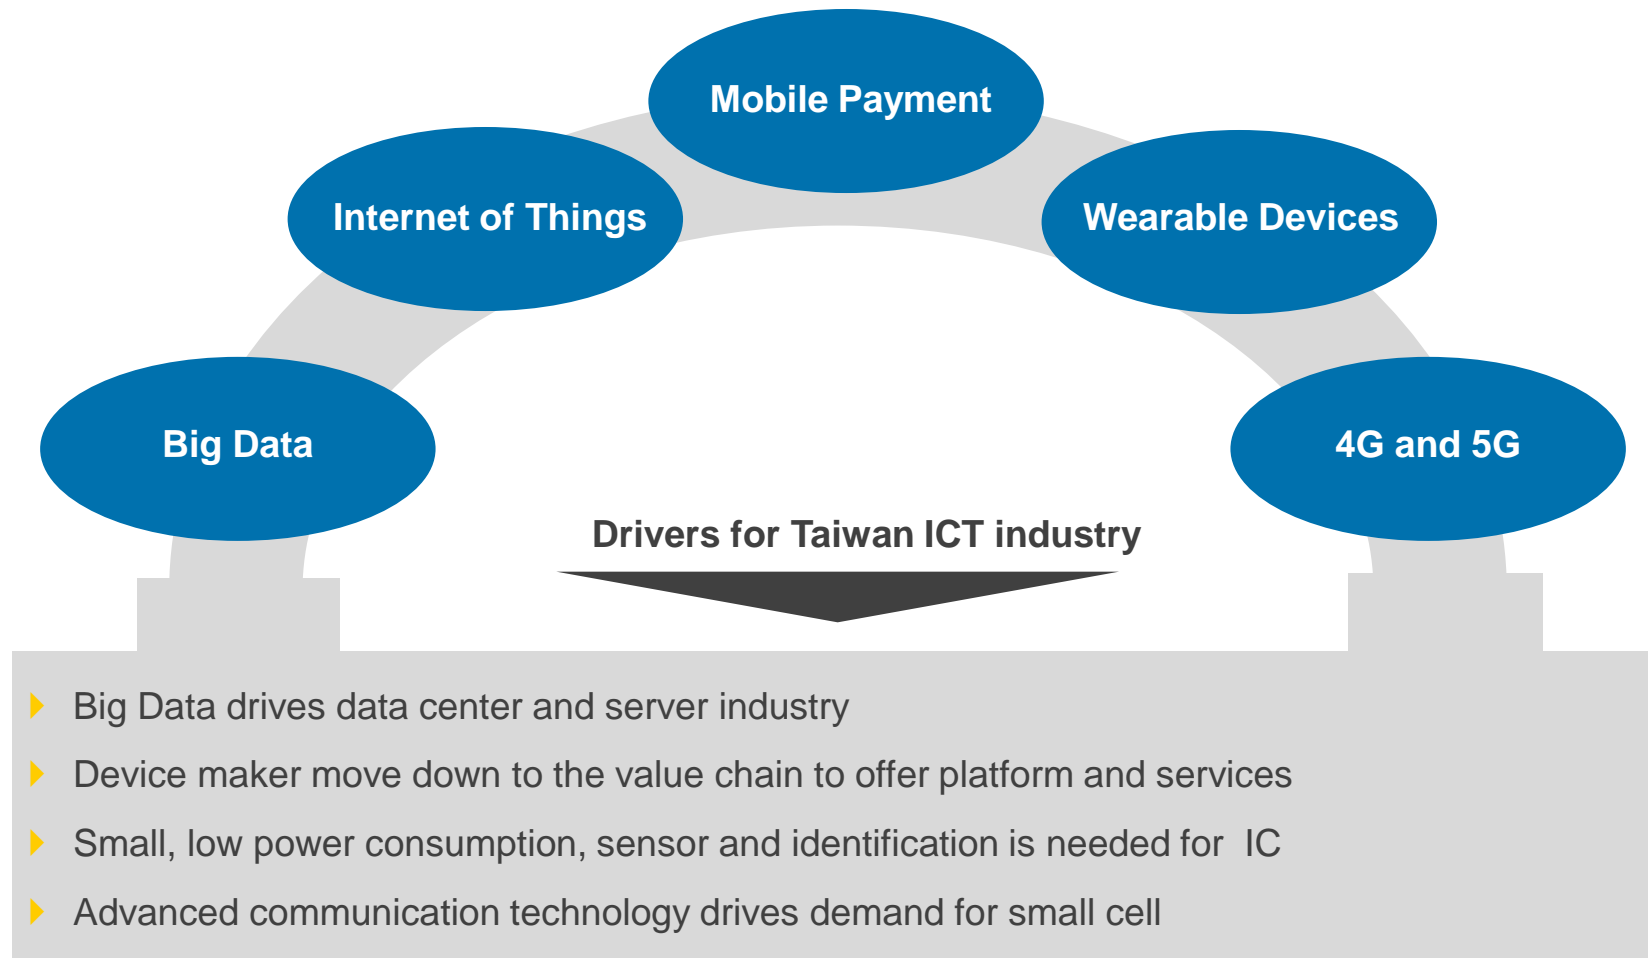 Mobile Payment
Internet of Things
Wearable Devices
Big Data
4G and 5G
Drivers for Taiwan ICT industry
Big Data drives data center and server industry
Device maker move down to the value chain to offer platform and services
Small, low power consumption, sensor and identification is needed for  IC
Advanced communication technology drives demand for small cell